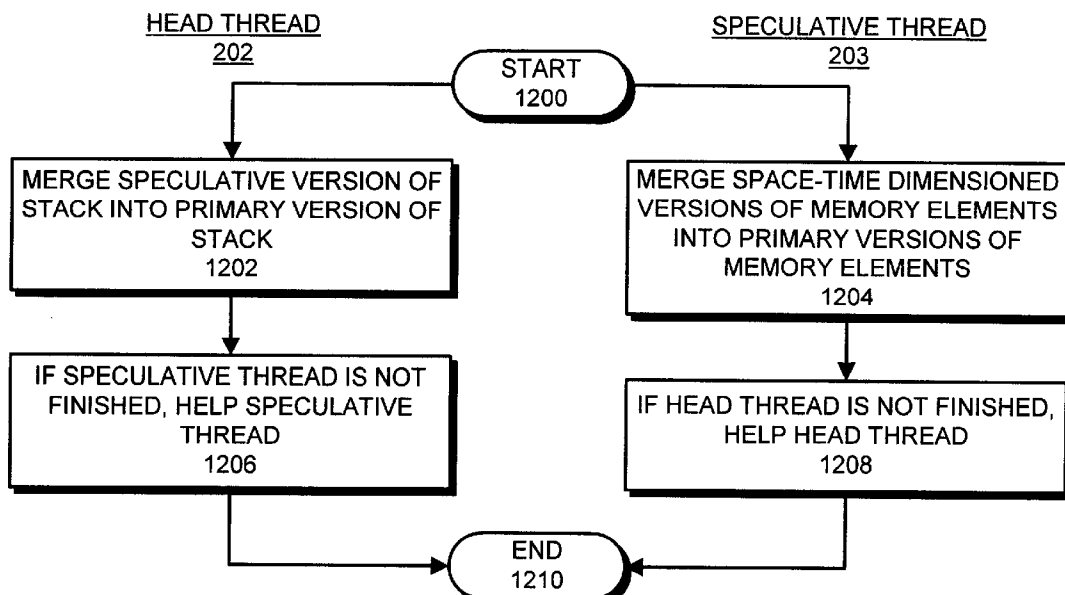 HEAD THREAD
202
SPECULATIVE THREAD
203
START
1200
MERGE SPECULATIVE VERSION OF
STACK INTO PRIMARY VERSION OF
STACK
1202
MERGE SPACE-TIME DIMENSIONED
VERSIONS OF MEMORY ELEMENTS
INTO PRIMARY VERSIONS OF
MEMORY ELEMENTS
1204
IF SPECULATIVE THREAD IS NOT
FINISHED, HELP SPECULATIVE
THREAD
1206
IF HEAD THREAD IS NOT FINISHED,
HELP HEAD THREAD
1208
END
1210